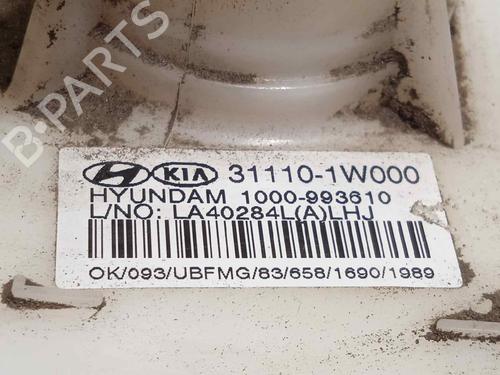 B-PARTS
KIA 31110-1W000
HYUNDAM 1000-993610
L/NO: LA40284L(A)LHJ
OK/093/UBFMG/83/658/1690/1989